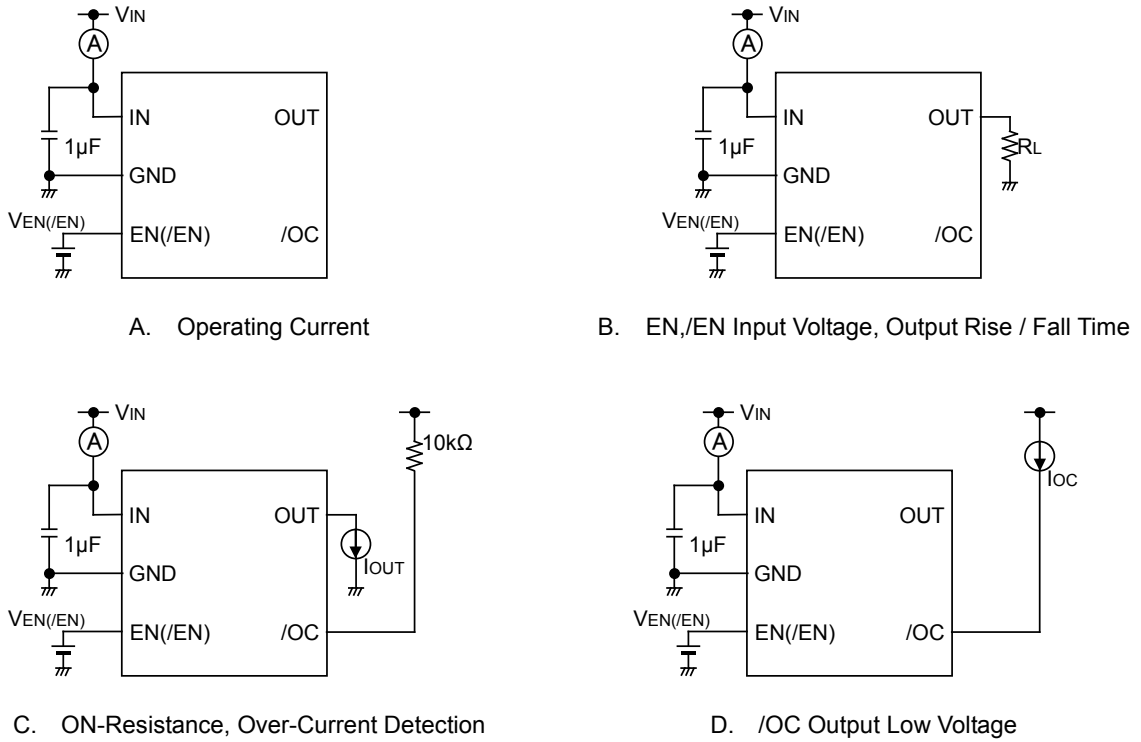 VIN
A
IN
OUT
1µF
GND
VEN(/EN)
EN(/EN)
/OC
A. Operating Current
VIN
A
IN
OUT
RL
1µF
GND
VEN(/EN)
EN(/EN)
/OC
B. EN,/EN Input Voltage, Output Rise / Fall Time
VIN
A
10kΩ
IN
OUT
1µF
IOUT
GND
VEN(/EN)
EN(/EN)
/OC
C. ON-Resistance, Over-Current Detection
VIN
A
IOC
IN
OUT
1µF
GND
VEN(/EN)
EN(/EN)
/OC
D. /OC Output Low Voltage